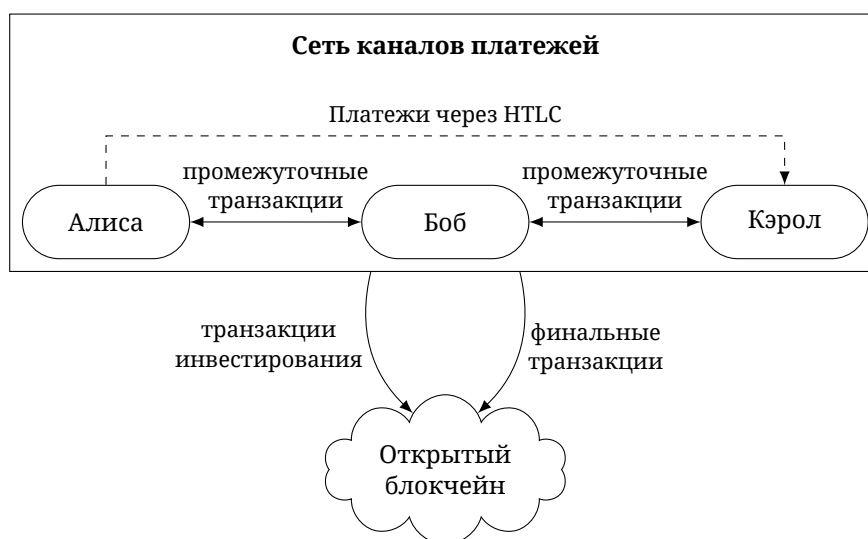 Сеть каналов платежей
Платежи через HTLC
промежуточные
транзакции
промежуточные
транзакции
Алиса
Боб
Кэрол
транзакции
инвестирования
финальные
транзакции
Открытый
блокчейн